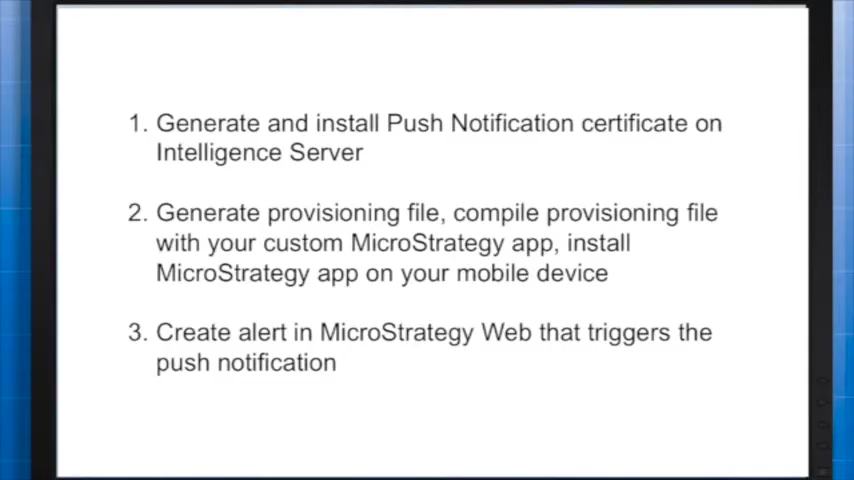 1. Generate and install Push Notification certificate on
Intelligence Server
2. Generate provisioning file, compile provisioning file
with your custom MicroStrategy app, install
MicroStrategy app on your mobile device
3. Create alert in MicroStrategy Web that triggers the
push notification